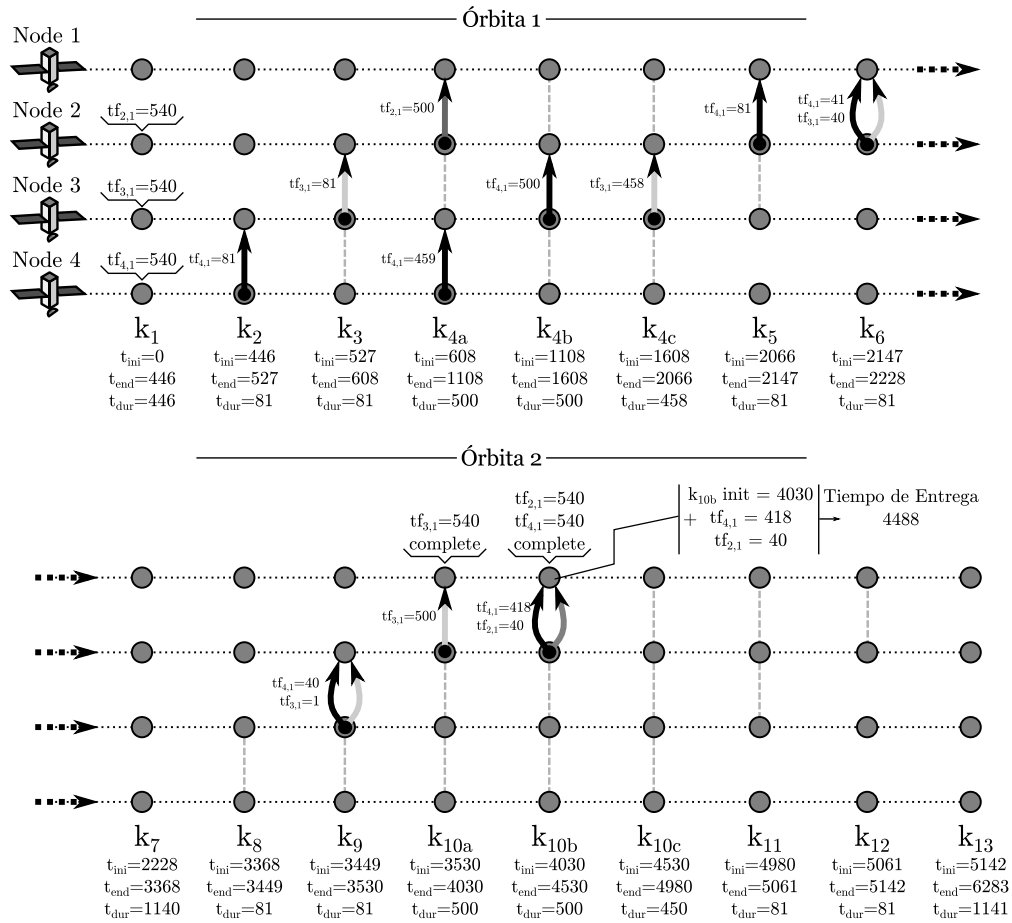 Órbita 1
Node 1
Node 2
Node 3
Node 4
tf2,1=540
tf3,1=540
tf4,1=540
tf4,1=81
tf3,1=81
tf2,1=500
tf4,1=459
tf4,1=500
tf3,1=458
tf4,1=81
tf4,1=41
tf3,1=40
k1 k2 k3 k4a k4b k4c k5 k6
tini=0 tini=446 tini=527 tini=608 tini=1108 tini=1608 tini=2066 tini=2147
tend=446 tend=527 tend=608 tend=1108 tend=1608 tend=2066 tend=2147 tend=2228
tdur=446 tdur=81 tdur=81 tdur=500 tdur=500 tdur=458 tdur=81 tdur=81
Órbita 2
tf3,1=540
complete
tf2,1=540
tf4,1=540
complete
k10b init = 4030
+ tf4,1 = 418
tf2,1 = 40
Tiempo de Entrega
4488
tf4,1=40
tf3,1=1
tf3,1=500
tf4,1=418
tf2,1=40
k7 k8 k9 k10a k10b k10c k11 k12 k13
tini=2228 tini=3368 tini=3449 tini=3530 tini=4030 tini=4530 tini=4980 tini=5061 tini=5142
tend=3368 tend=3449 tend=3530 tend=4030 tend=4530 tend=4980 tend=5061 tend=5142 tend=6283
tdur=1140 tdur=81 tdur=81 tdur=500 tdur=500 tdur=450 tdur=81 tdur=81 tdur=1141